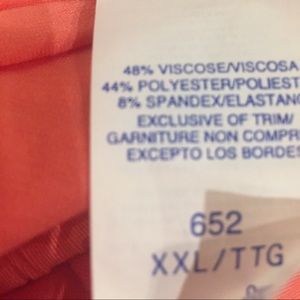 48% VISCOSE/VISCOSA
44% POLYESTER/POLIEST
8% SPANDEX/ELASTAN
EXCLUSIVE OF TRIM/
GARNITURE NON COMPR
EXCEPTO LOS BORDES
652
XXL/TTG